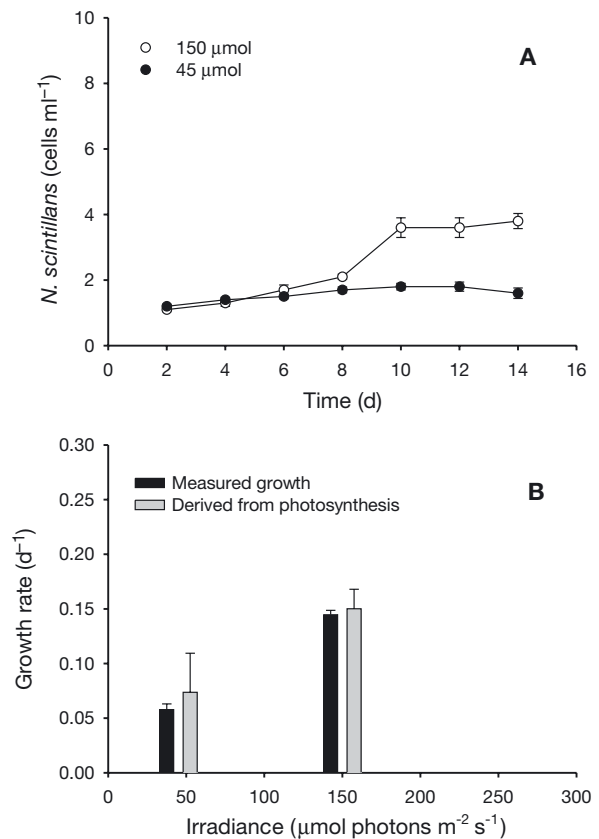 10
8
6
4
2
0
N. scintillans (cells ml⁻¹)
150 μmol
45 μmol
A
0 2 4 6 8 10 12 14 16
Time (d)
0.30
0.25
0.20
0.15
0.10
0.05
0.00
Growth rate (d⁻¹)
Measured growth
Derived from photosynthesis
B
0 50 100 150 200 250 300
Irradiance (μmol photons m⁻² s⁻¹)